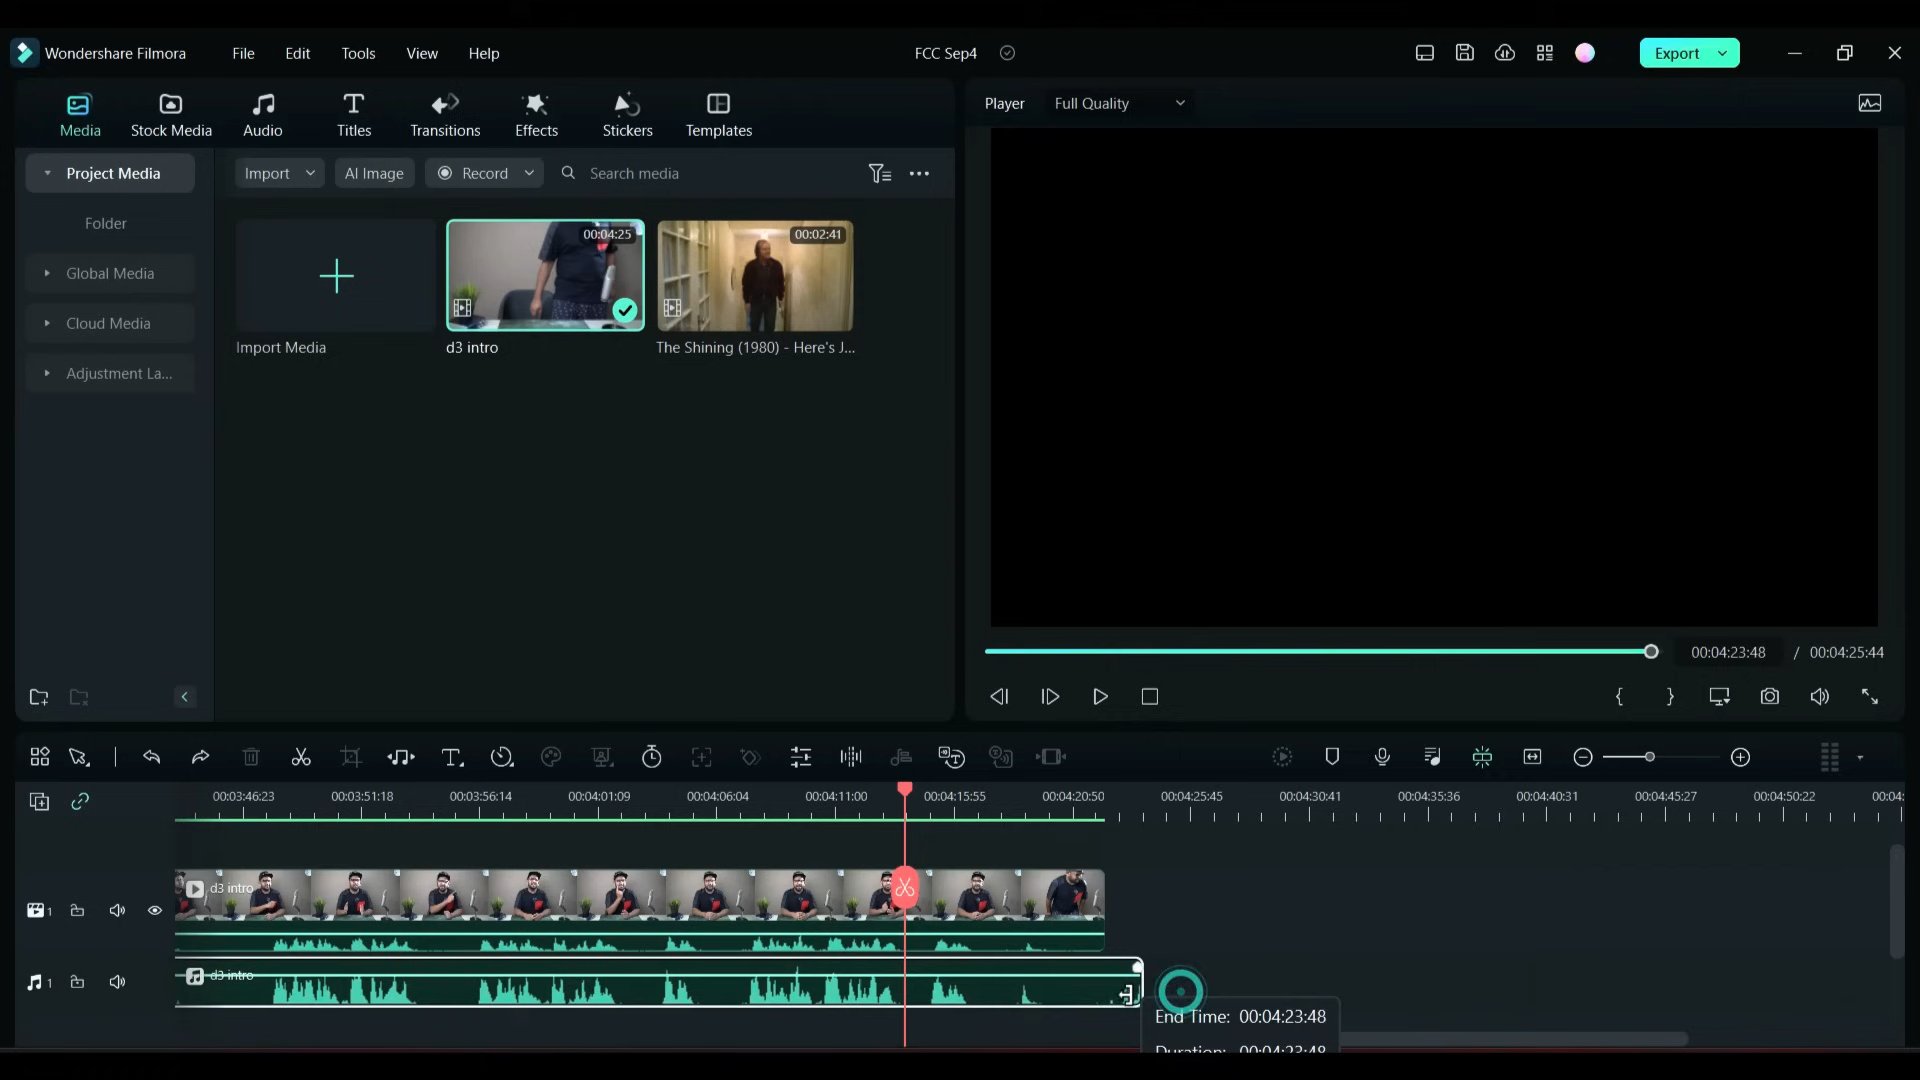 Wondershare Filmora File Edit Tools View Help FCC Sep4 Export
Media Stock Media Audio Titles Transitions Effects Stickers Templates
Player Full Quality
Project Media
Folder
Global Media
Cloud Media
Adjustment La...
Import AI Image Record Search media
00:04:25
00:02:41
Import Media
d3 intro
The Shining (1980) - Here's J...
00:04:23:48 / 00:04:25:44
00:03:46:23 00:03:51:18 00:03:56:14 00:04:01:09 00:04:06:04 00:04:11:00 00:04:15:55 00:04:20:50 00:04:25:45 00:04:30:41 00:04:35:36 00:04:40:31 00:04:45:27 00:04:50:22 00:04:
d3 intro
1
d3 intro
1
End Time: 00:04:23:48
Duration: 00:04:23:48